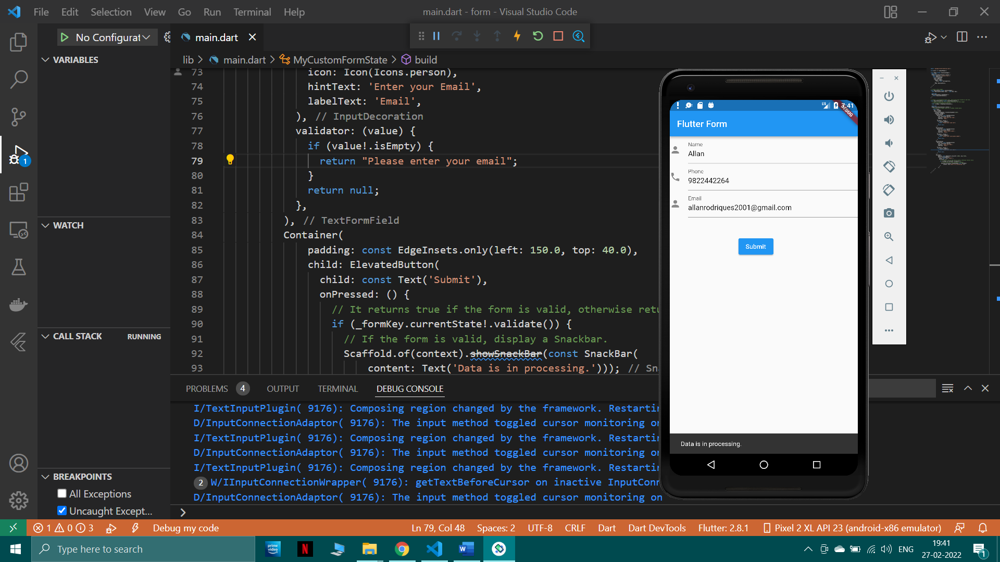 File Edit Selection View Go Run Terminal Help
main.dart - form - Visual Studio Code
No Configurat
main.dart
VARIABLES
lib > main.dart > MyCustomFormState > build
73 icon: Icon(Icons.person),
74 hintText: 'Enter your Email',
75 labelText: 'Email',
76 ), // InputDecoration
77 validator: (value) {
78 if (value!.isEmpty) {
79 return "Please enter your email";
80 }
81 return null;
82 },
83 ), // TextFormField
84 Container(
85 padding: const EdgeInsets.only(left: 150.0, top: 40.0),
86 child: ElevatedButton(
87 child: const Text('Submit'),
88 onPressed: () {
89 // It returns true if the form is valid, otherwise retu
90 if (_formKey.currentState!.validate()) {
91 // If the form is valid, display a Snackbar.
92 Scaffold.of(context).showSnackBar(const SnackBar(
93 content: Text('Data is in processing.'))); // Sn
WATCH
CALL STACK RUNNING
BREAKPOINTS
All Exceptions
Uncaught Except...
1
7:41
DEBUG
Flutter Form
Name
Allan
Phone
9822442264
Email
allanrodriques2001@gmail.com
Submit
Data is in processing.
PROBLEMS 4 OUTPUT TERMINAL DEBUG CONSOLE
I/TextInputPlugin( 9176): Composing region changed by the framework. Restartin
D/InputConnectionAdaptor( 9176): The input method toggled cursor monitoring on
I/TextInputPlugin( 9176): Composing region changed by the framework. Restartin
D/InputConnectionAdaptor( 9176): The input method toggled cursor monitoring on
I/TextInputPlugin( 9176): Composing region changed by the framework. Restartin
2 W/IInputConnectionWrapper( 9176): getTextBeforeCursor on inactive InputConn
D/InputConnectionAdaptor( 9176): The input method toggled cursor monitoring on
1 0 3 Debug my code Ln 79, Col 48 Spaces: 2 UTF-8 CRLF Dart Dart DevTools Flutter: 2.8.1 Pixel 2 XL API 23 (android-x86 emulator)
Type here to search
prime video
N
W
ENG
19:41
27-02-2022
1